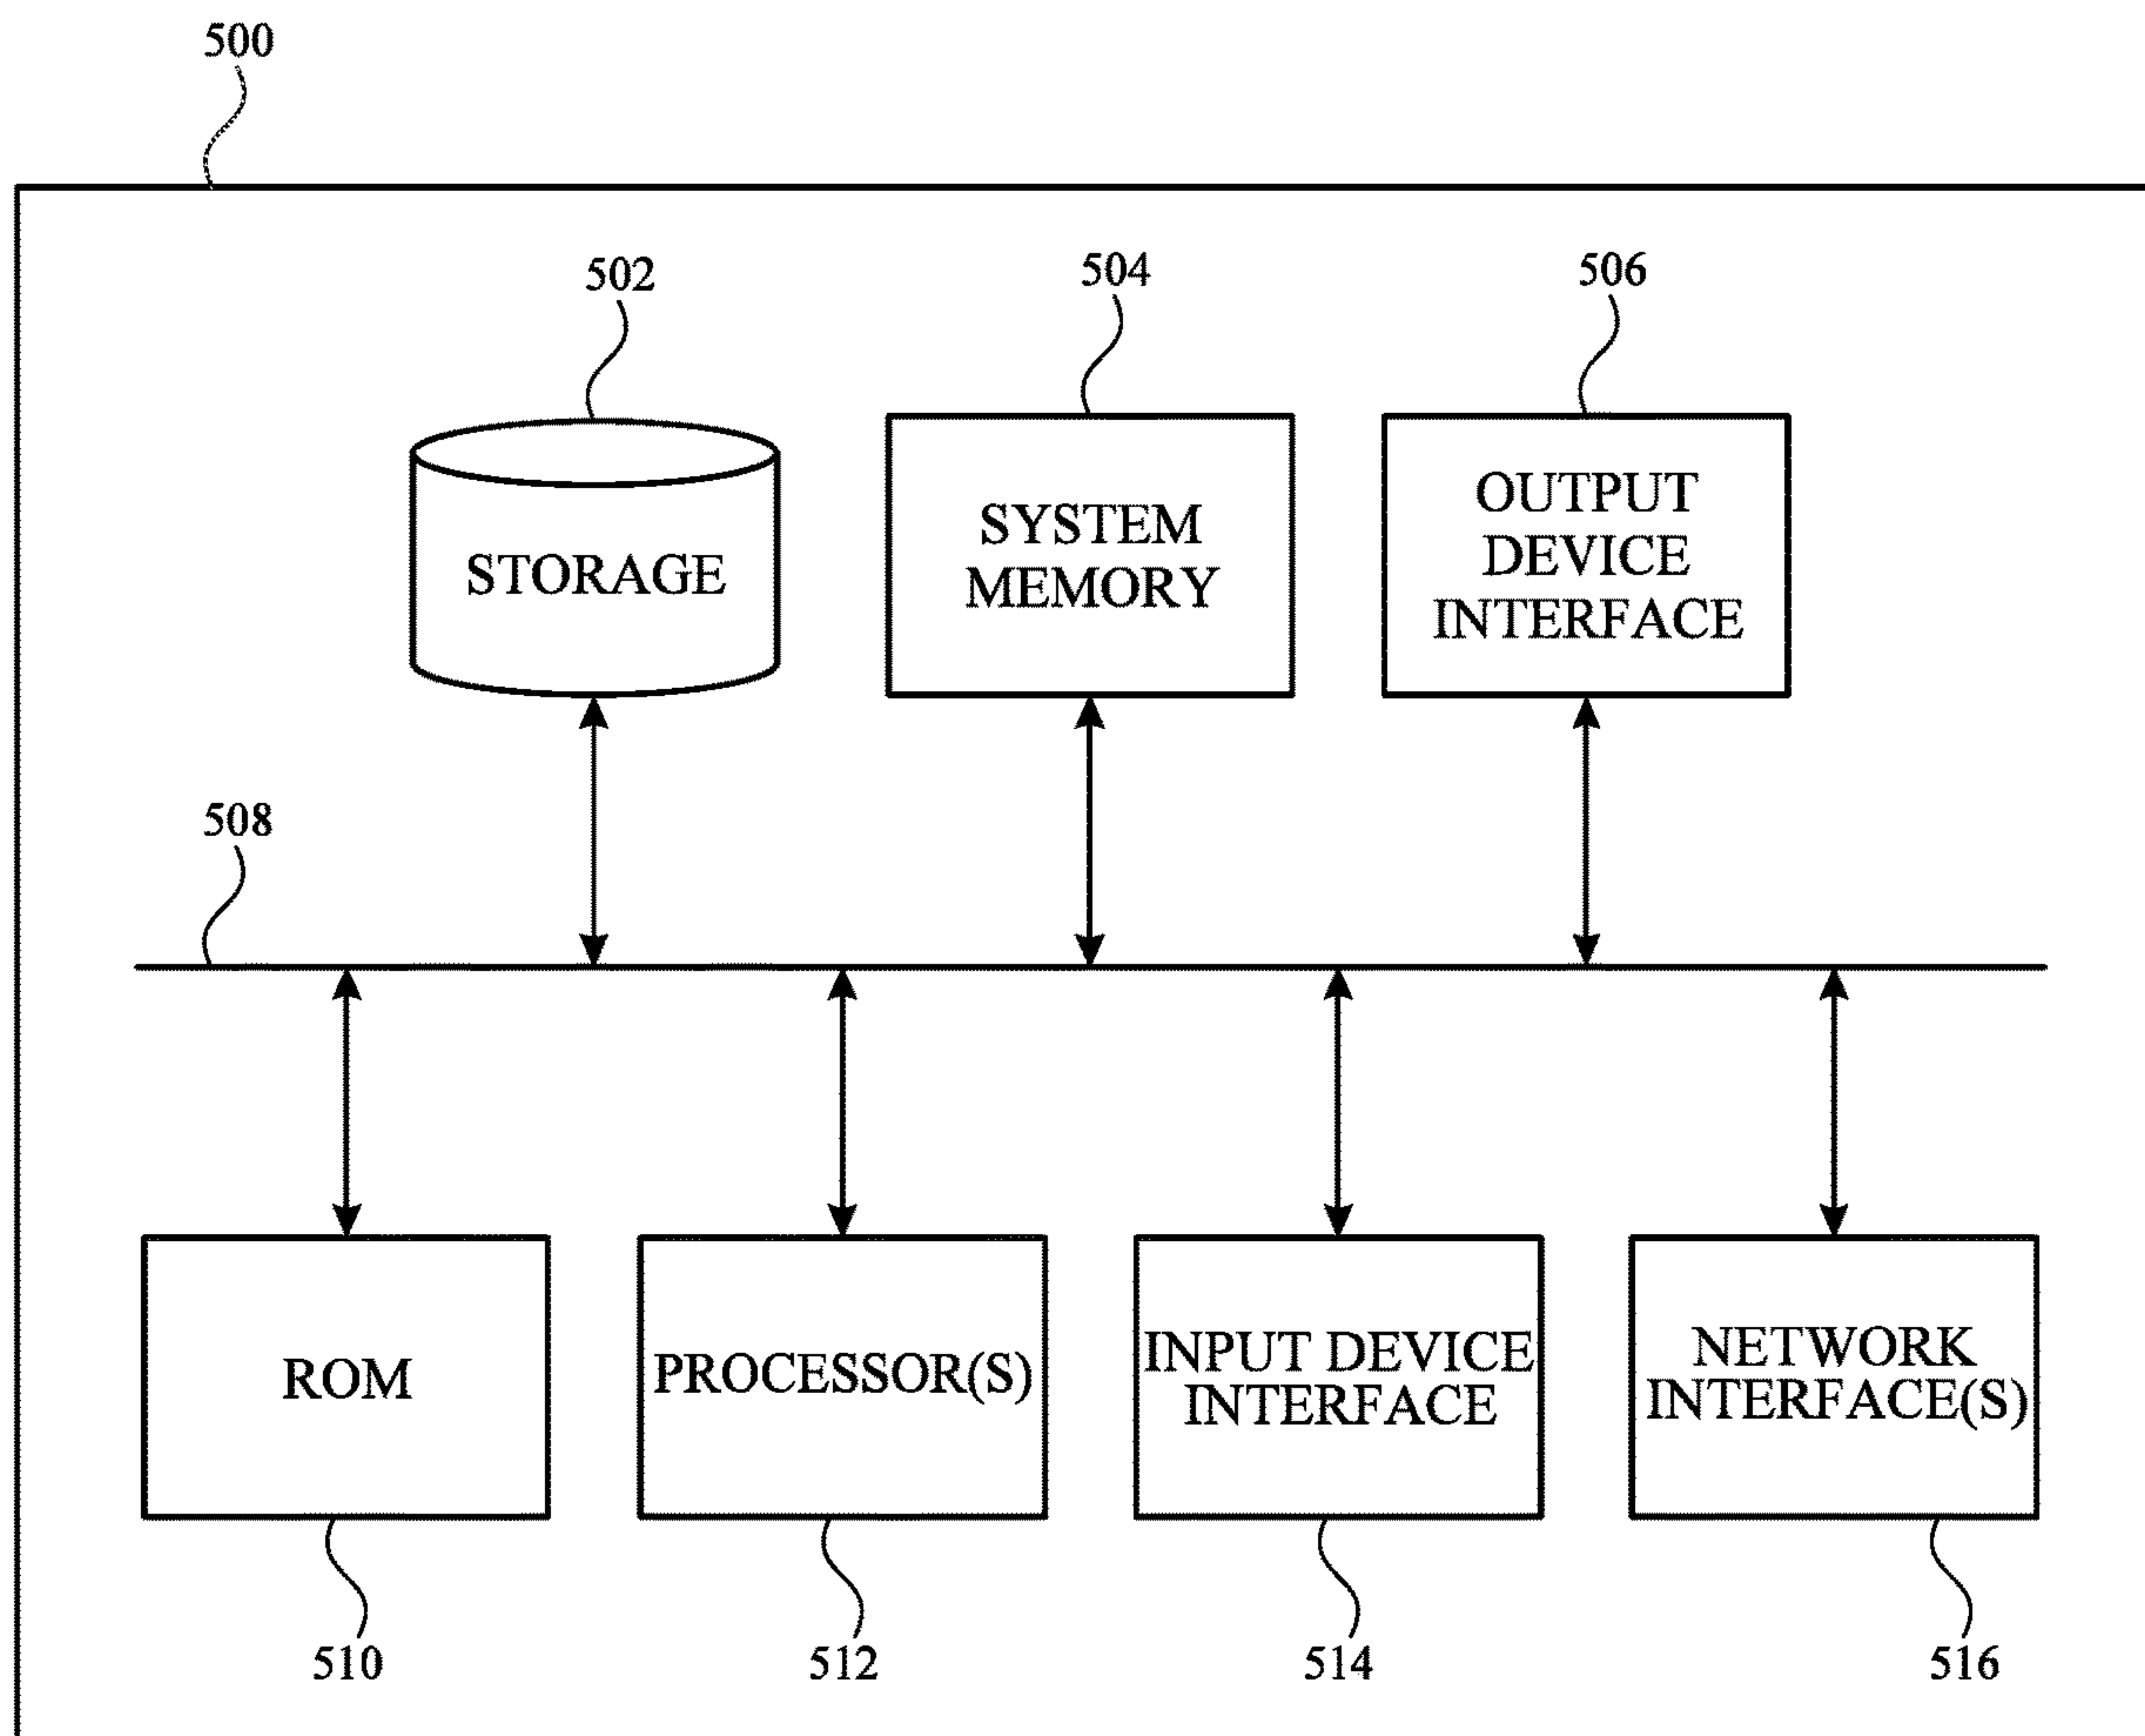 500
502
504
506
STORAGE
SYSTEM
MEMORY
OUTPUT
DEVICE
INTERFACE
508
ROM
PROCESSOR(S)
INPUT DEVICE
INTERFACE
NETWORK
INTERFACE(S)
510
512
514
516